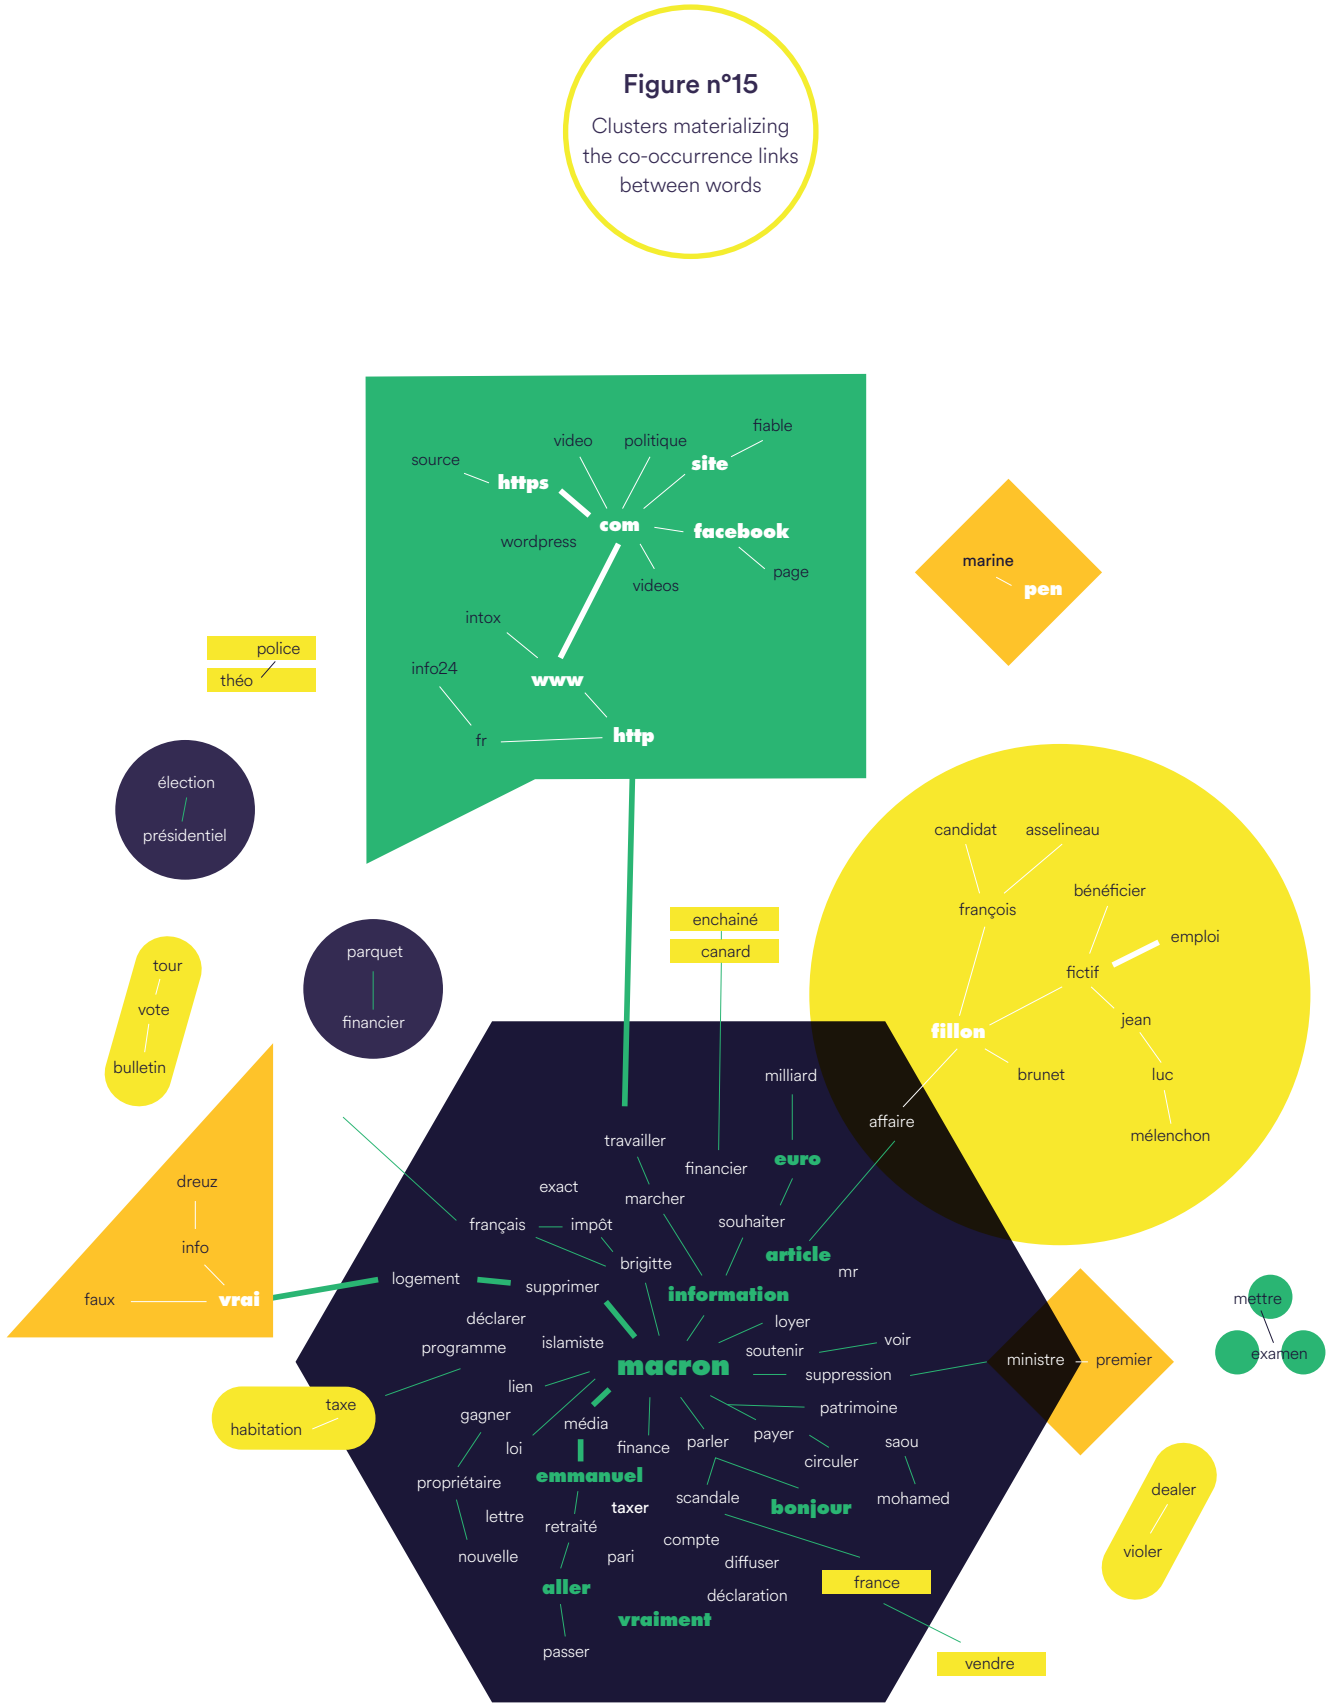 Figure n°15
Clusters materializing
the co-occurrence links
between words
fiable
video
politique
source
site
https
com
facebook
wordpress
page
videos
intox
info24
www
http
fr
marine
pen
police
théo
élection
présidentiel
candidat
asselineau
bénéficier
françois
emploi
fictif
jean
fillon
brunet
luc
mélenchon
affaire
enchainé
canard
parquet
financier
tour
vote
bulletin
dreuz
info
faux
vrai
milliard
travailler
euro
financier
exact
marcher
français
impôt
souhaiter
article
brigitte
mr
logement
supprimer
information
déclarer
loyer
programme
islamiste
soutenir
voir
macron
ministre
premier
suppression
lien
patrimoine
taxe
habitation
gagner
média
payer
loi
finance
parler
saou
circuler
emmanuel
propriétaire
scandale
mohamed
taxer
bonjour
lettre
retraité
compte
nouvelle
pari
diffuser
aller
déclaration
france
vraiment
passer
vendre
mettre
examen
dealer
violer